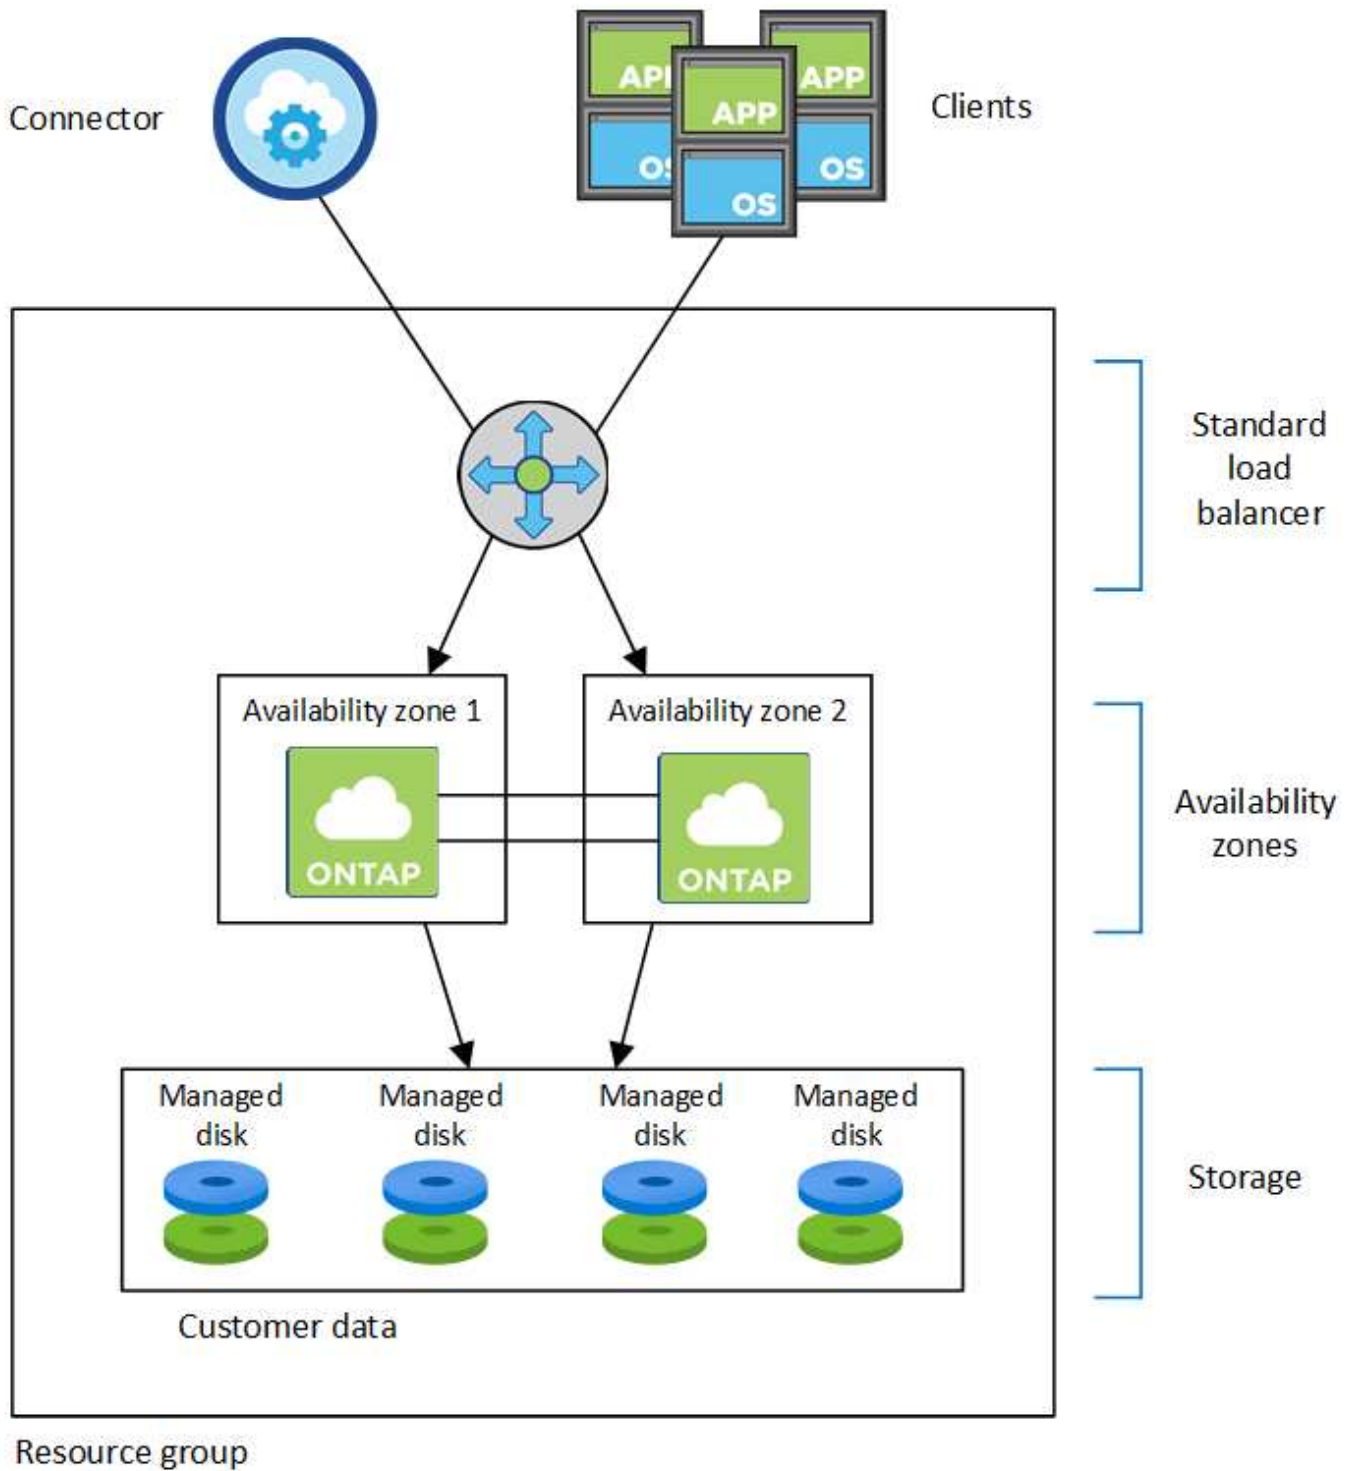 Connector
APP
APP
APP
OS
OS
OS
Clients
Standard
load
balancer
Availability zone 1
ONTAP
Availability zone 2
ONTAP
Availability
zones
Managed
disk
Managed
disk
Managed
disk
Managed
disk
Storage
Customer data
Resource group